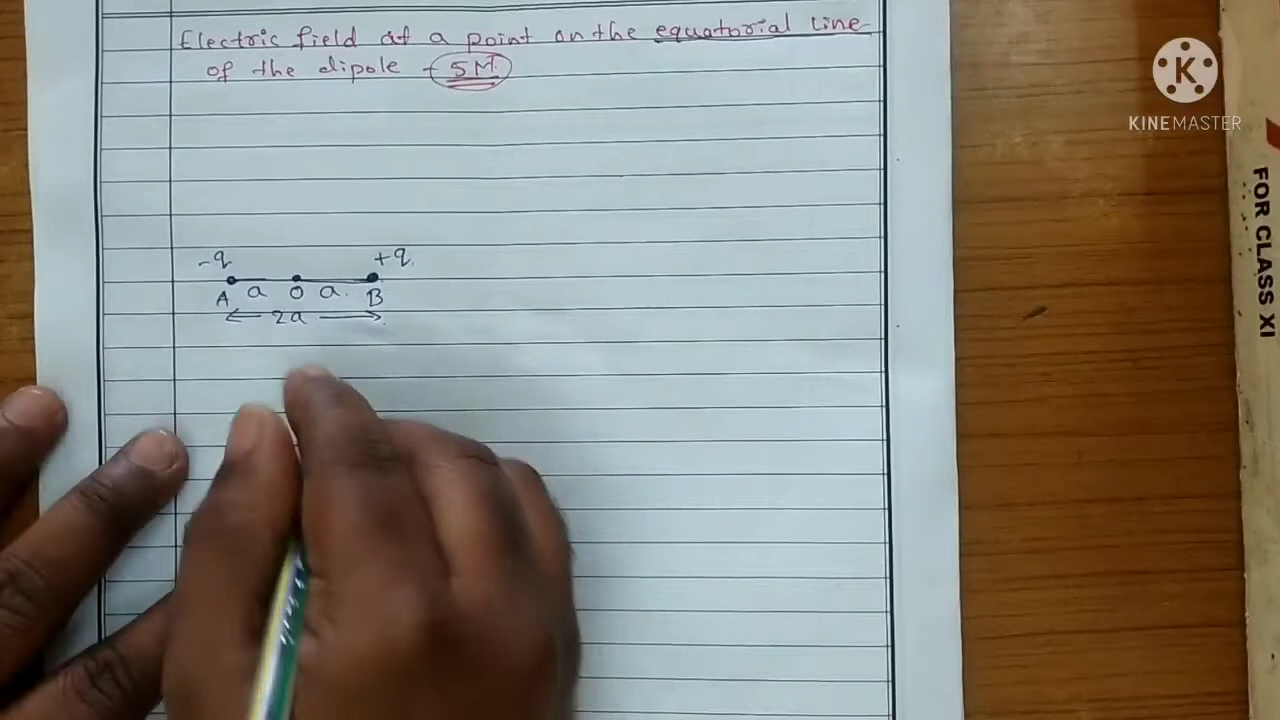 Electric field at a point on the equatorial line
of the dipole - 5M.
K
KINEMASTER
FOR CLASS XI
-q +q.
A a O a. B
2a